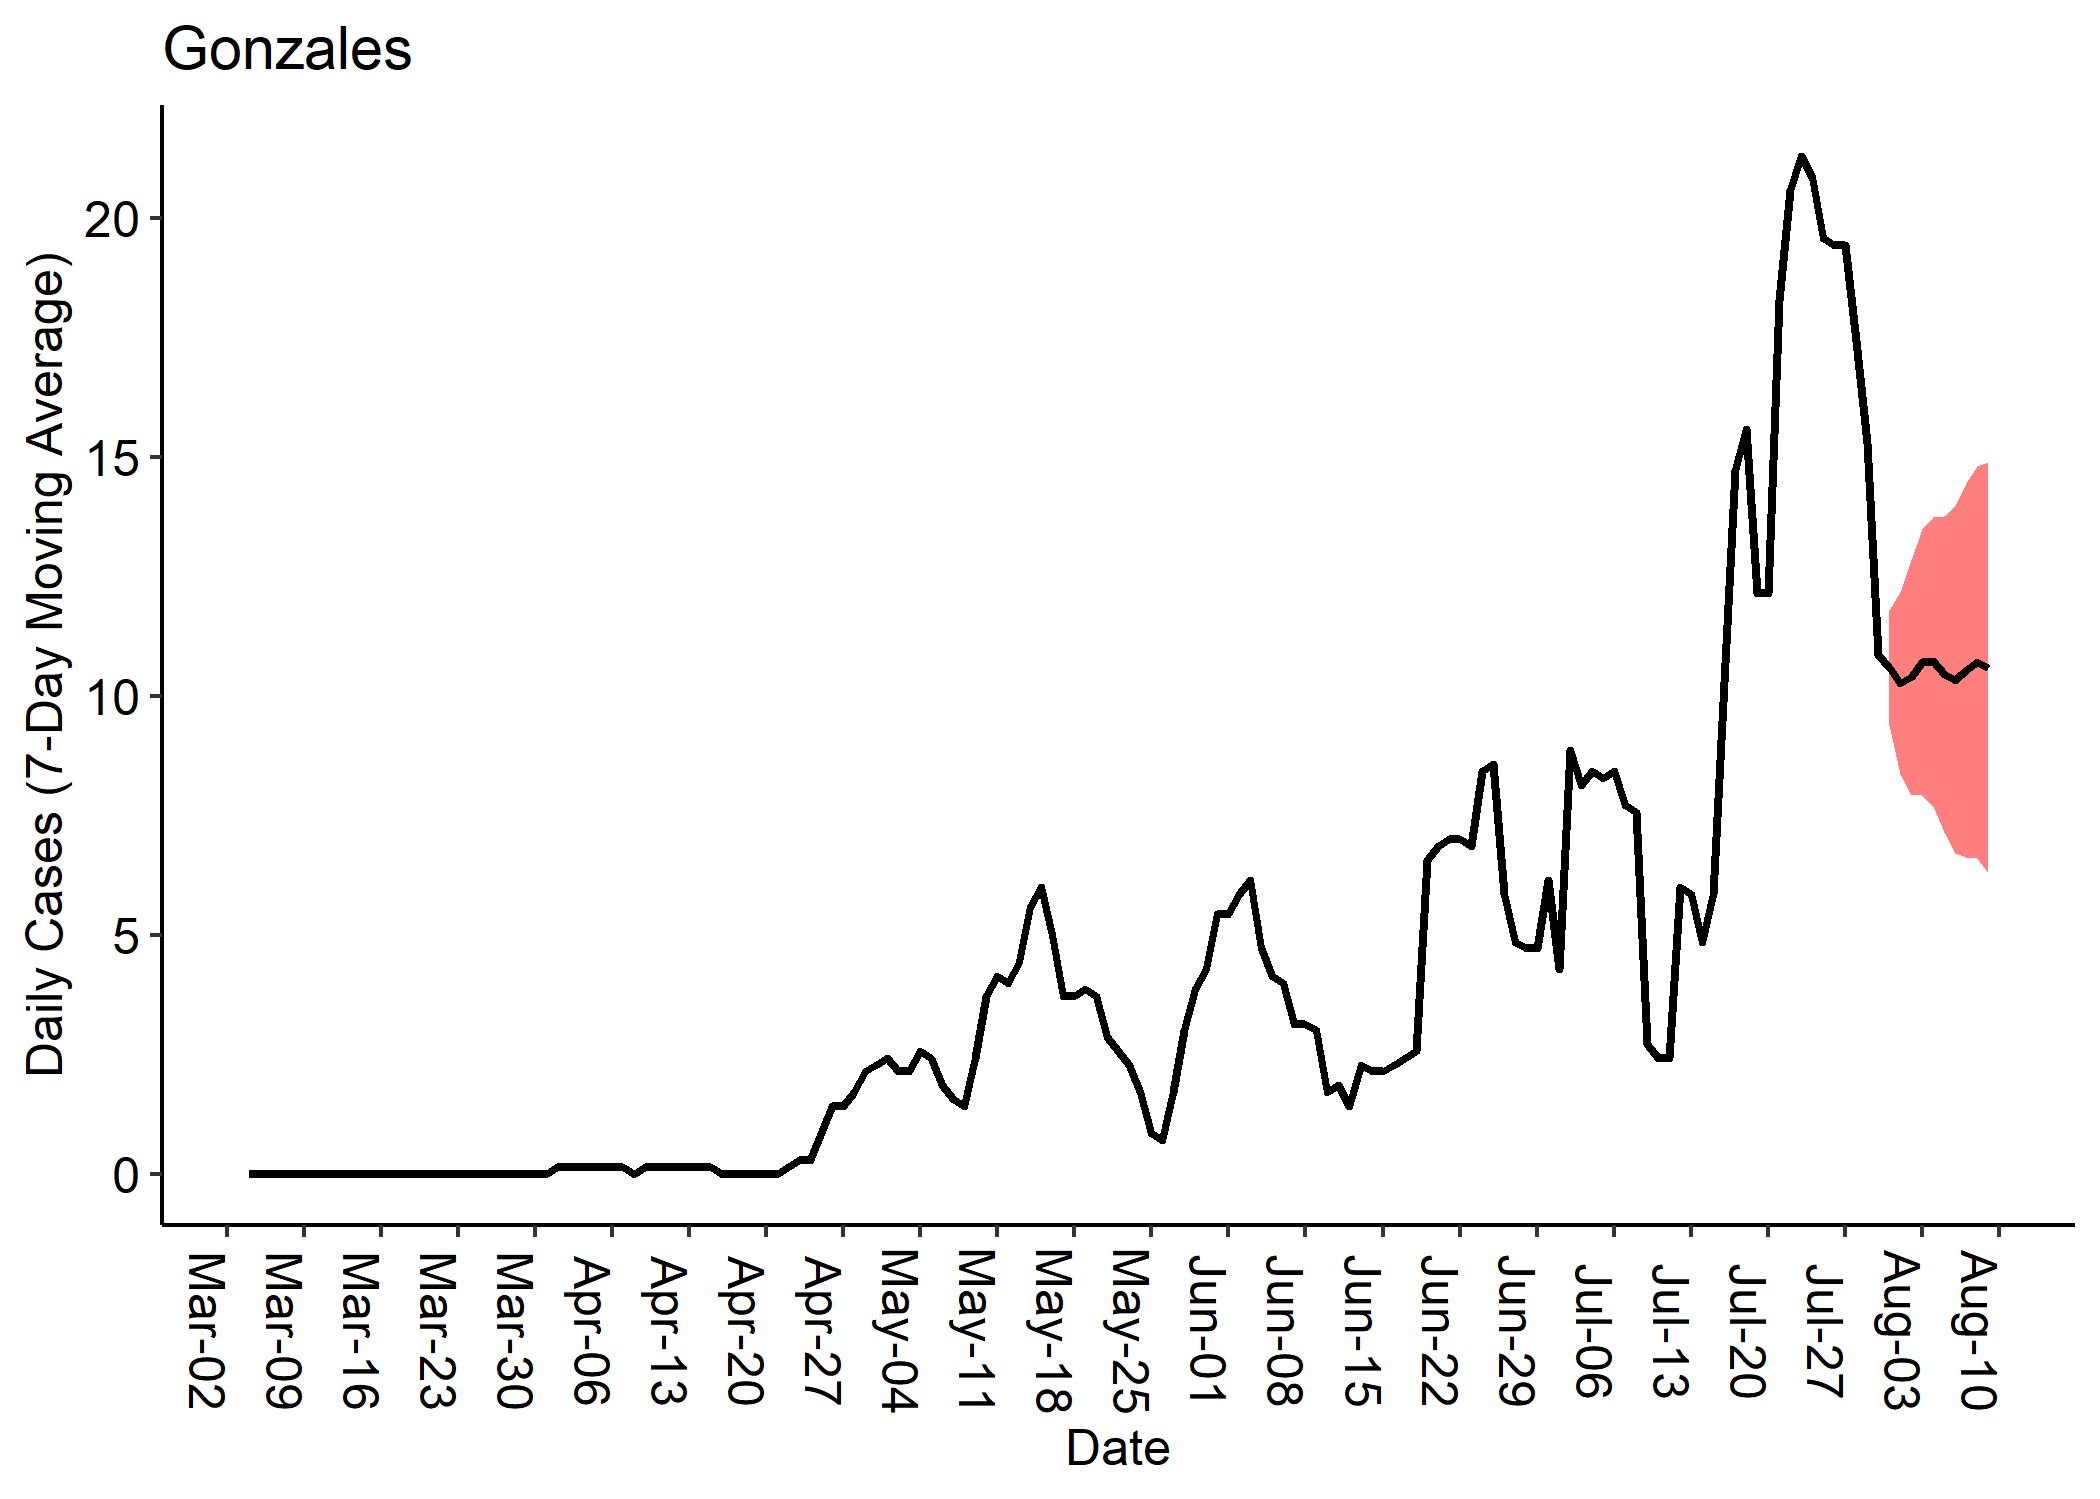 Gonzales
Daily Cases (7-Day Moving Average)
20
15
10
5
0
Mar-02
Mar-09
Mar-16
Mar-23
Mar-30
Apr-06
Apr-13
Apr-20
Apr-27
May-04
May-11
May-18
May-25
Jun-01
Jun-08
Jun-15
Jun-22
Jun-29
Jul-06
Jul-13
Jul-20
Jul-27
Aug-03
Aug-10
Date